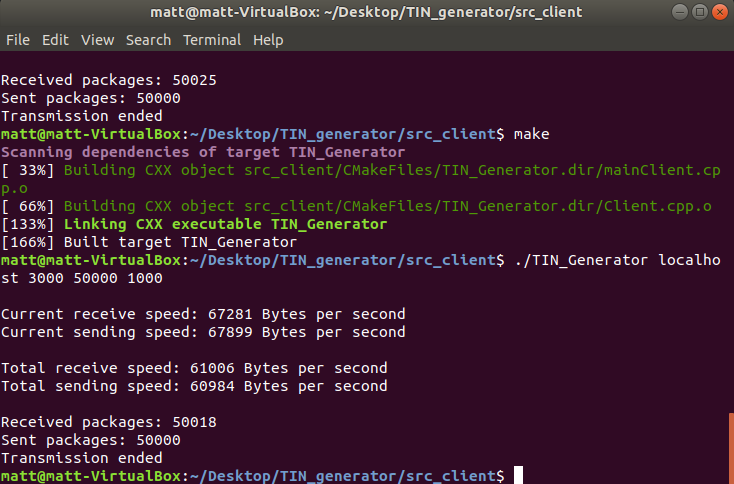 matt@matt-VirtualBox: ~/Desktop/TIN_generator/src_client
File Edit View Search Terminal Help
Received packages: 50025
Sent packages: 50000
Transmission ended
matt@matt-VirtualBox:~/Desktop/TIN_generator/src_client$ make
Scanning dependencies of target TIN_Generator
[ 33%] Building CXX object src_client/CMakeFiles/TIN_Generator.dir/mainClient.cp
p.o
[ 66%] Building CXX object src_client/CMakeFiles/TIN_Generator.dir/Client.cpp.o
[133%] Linking CXX executable TIN_Generator
[166%] Built target TIN_Generator
matt@matt-VirtualBox:~/Desktop/TIN_generator/src_client$ ./TIN_Generator localho
st 3000 50000 1000
Current receive speed: 67281 Bytes per second
Current sending speed: 67899 Bytes per second
Total receive speed: 61006 Bytes per second
Total sending speed: 60984 Bytes per second
Received packages: 50018
Sent packages: 50000
Transmission ended
matt@matt-VirtualBox:~/Desktop/TIN_generator/src_client$